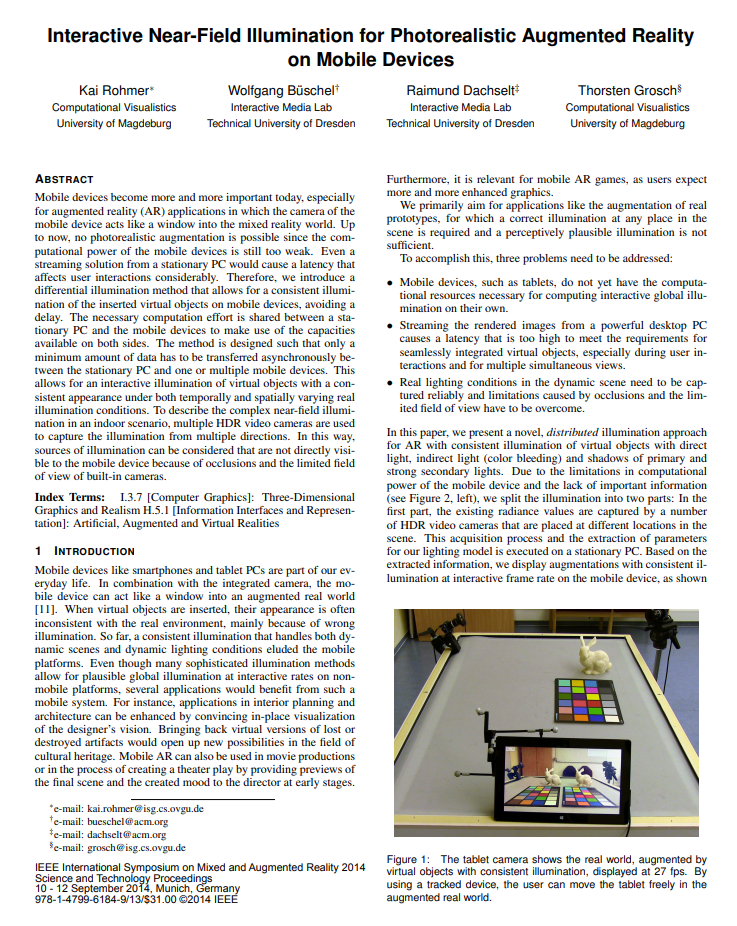 Interactive Near-Field Illumination for Photorealistic Augmented Reality
on Mobile Devices
Kai Rohmer*
Computational Visualistics
University of Magdeburg
Wolfgang Büschel†
Interactive Media Lab
Technical University of Dresden
Raimund Dachselt‡
Interactive Media Lab
Technical University of Dresden
Thorsten Grosch§
Computational Visualistics
University of Magdeburg
ABSTRACT
Mobile devices become more and more important today, especially
for augmented reality (AR) applications in which the camera of the
mobile device acts like a window into the mixed reality world. Up
to now, no photorealistic augmentation is possible since the com-
putational power of the mobile devices is still too weak. Even a
streaming solution from a stationary PC would cause a latency that
affects user interactions considerably. Therefore, we introduce a
differential illumination method that allows for a consistent illumi-
nation of the inserted virtual objects on mobile devices, avoiding a
delay. The necessary computation effort is shared between a sta-
tionary PC and the mobile devices to make use of the capacities
available on both sides. The method is designed such that only a
minimum amount of data has to be transferred asynchronously be-
tween the stationary PC and one or multiple mobile devices. This
allows for an interactive illumination of virtual objects with a con-
sistent appearance under both temporally and spatially varying real
illumination conditions. To describe the complex near-field illumi-
nation in an indoor scenario, multiple HDR video cameras are used
to capture the illumination from multiple directions. In this way,
sources of illumination can be considered that are not directly visi-
ble to the mobile device because of occlusions and the limited field
of view of built-in cameras.
Index Terms: I.3.7 [Computer Graphics]: Three-Dimensional
Graphics and Realism H.5.1 [Information Interfaces and Represen-
tation]: Artificial, Augmented and Virtual Realities
1 INTRODUCTION
Mobile devices like smartphones and tablet PCs are part of our ev-
eryday life. In combination with the integrated camera, the mo-
bile device can act like a window into an augmented real world
[11]. When virtual objects are inserted, their appearance is often
inconsistent with the real environment, mainly because of wrong
illumination. So far, a consistent illumination that handles both dy-
namic scenes and dynamic lighting conditions eluded the mobile
platforms. Even though many sophisticated illumination methods
allow for plausible global illumination at interactive rates on non-
mobile platforms, several applications would benefit from such a
mobile system. For instance, applications in interior planning and
architecture can be enhanced by convincing in-place visualization
of the designer's vision. Bringing back virtual versions of lost or
destroyed artifacts would open up new possibilities in the field of
cultural heritage. Mobile AR can also be used in movie productions
or in the process of creating a theater play by providing previews of
the final scene and the created mood to the director at early stages.
*e-mail: kai.rohmer@isg.cs.ovgu.de
†e-mail: bueschel@acm.org
‡e-mail: dachselt@acm.org
§e-mail: grosch@isg.cs.ovgu.de
IEEE International Symposium on Mixed and Augmented Reality 2014
Science and Technology Proceedings
10 - 12 September 2014, Munich, Germany
978-1-4799-6184-9/13/$31.00 ©2014 IEEE
Furthermore, it is relevant for mobile AR games, as users expect
more and more enhanced graphics.
We primarily aim for applications like the augmentation of real
prototypes, for which a correct illumination at any place in the
scene is required and a perceptively plausible illumination is not
sufficient.
To accomplish this, three problems need to be addressed:
• Mobile devices, such as tablets, do not yet have the computa-
tional resources necessary for computing interactive global illu-
mination on their own.
• Streaming the rendered images from a powerful desktop PC
causes a latency that is too high to meet the requirements for
seamlessly integrated virtual objects, especially during user in-
teractions and for multiple simultaneous views.
• Real lighting conditions in the dynamic scene need to be cap-
tured reliably and limitations caused by occlusions and the lim-
ited field of view have to be overcome.
In this paper, we present a novel, distributed illumination approach
for AR with consistent illumination of virtual objects with direct
light, indirect light (color bleeding) and shadows of primary and
strong secondary lights. Due to the limitations in computational
power of the mobile device and the lack of important information
(see Figure 2, left), we split the illumination into two parts: In the
first part, the existing radiance values are captured by a number
of HDR video cameras that are placed at different locations in the
scene. This acquisition process and the extraction of parameters
for our lighting model is executed on a stationary PC. Based on the
extracted information, we display augmentations with consistent il-
lumination at interactive frame rate on the mobile device, as shown
Figure 1: The tablet camera shows the real world, augmented by
virtual objects with consistent illumination, displayed at 27 fps. By
using a tracked device, the user can move the tablet freely in the
augmented real world.